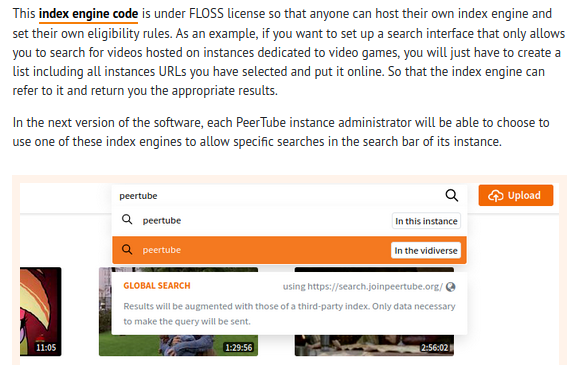 This index engine code is under FLOSS license so that anyone can host their own index engine and
set their own eligibility rules. As an example, if you want to set up a search interface that only allows
you to search for videos hosted on instances dedicated to video games, you will just have to create a
list including all instances URLs you have selected and put it online. So that the index engine can
refer to it and return you the appropriate results.
In the next version of the software, each PeerTube instance administrator will be able to choose to
use one of these index engines to allow specific searches in the search bar of its instance.
peertube
Upload
peertube In this instance
peertube In the vidiverse
GLOBAL SEARCH using https://search.joinpeertube.org/
Results will be augmented with those of a third-party index. Only data necessary
to make the query will be sent.
11:05 1:29:56 2:56:02